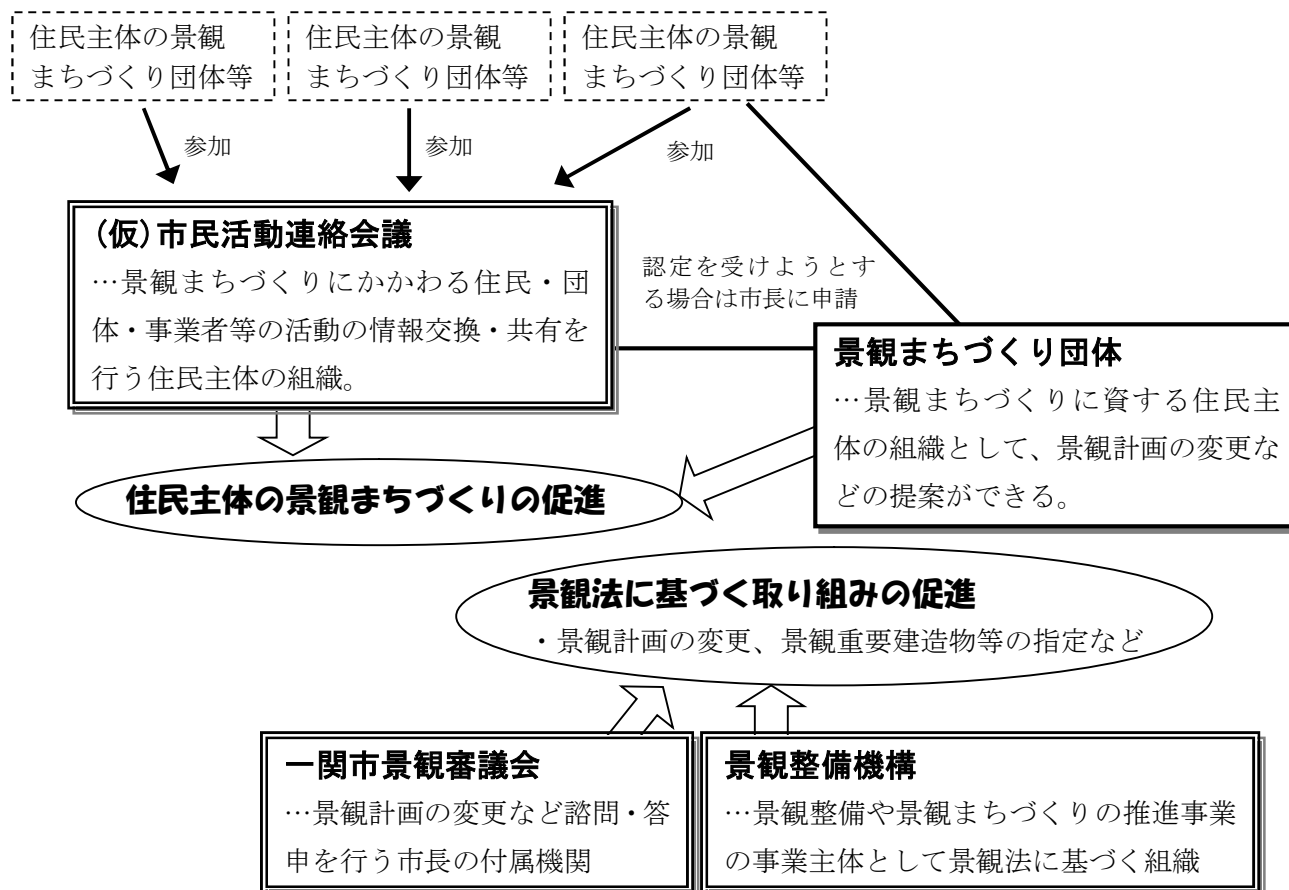 住民主体の景観
まちづくり団体等
住民主体の景観
まちづくり団体等
住民主体の景観
まちづくり団体等
参加
参加
参加
(仮)市民活動連絡会議
…景観まちづくりにかかわる住民・団
体・事業者等の活動の情報交換・共有を
行う住民主体の組織。
認定を受けようとす
る場合は市長に申請
景観まちづくり団体
…景観まちづくりに資する住民主
体の組織として、景観計画の変更な
どの提案ができる。
住民主体の景観まちづくりの促進
景観法に基づく取り組みの促進
・景観計画の変更、景観重要建造物等の指定など
一関市景観審議会
…景観計画の変更など諮問・答
申を行う市長の付属機関
景観整備機構
…景観整備や景観まちづくりの推進事業
の事業主体として景観法に基づく組織